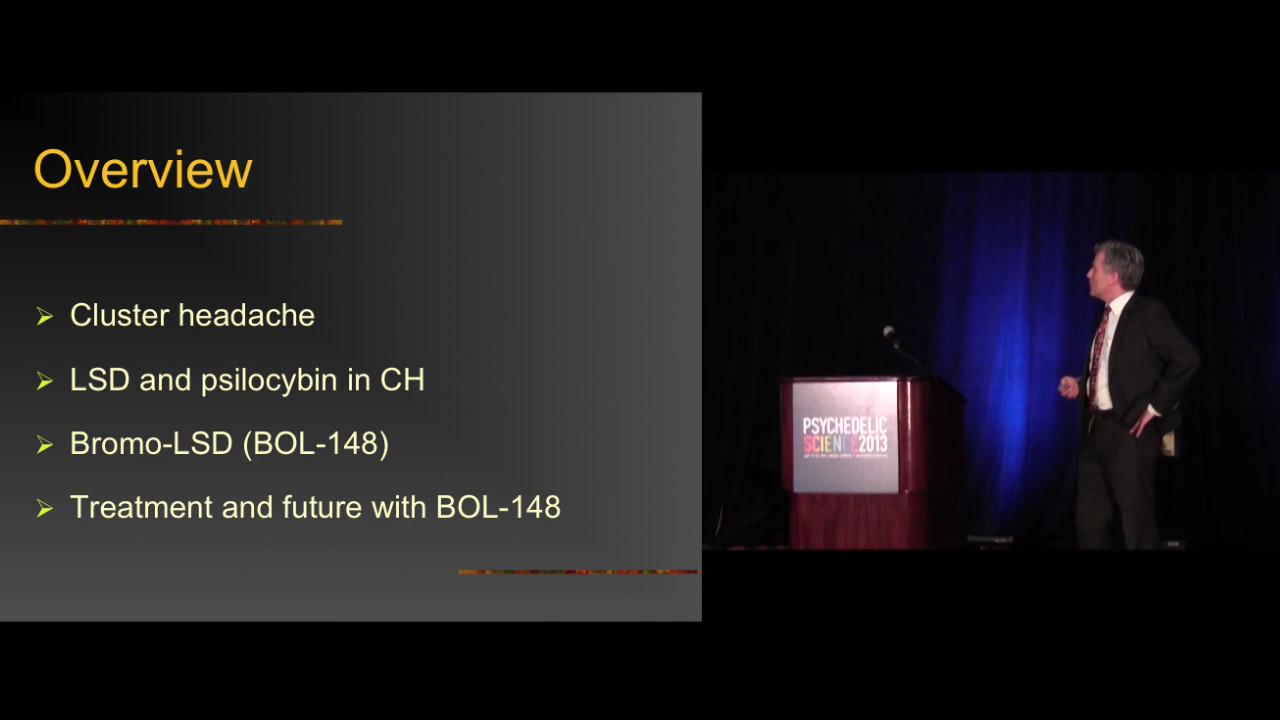 Overview
Cluster headache
LSD and psilocybin in CH
Bromo-LSD (BOL-148)
Treatment and future with BOL-148
PSYCHEDELIC
SCIENCE2013